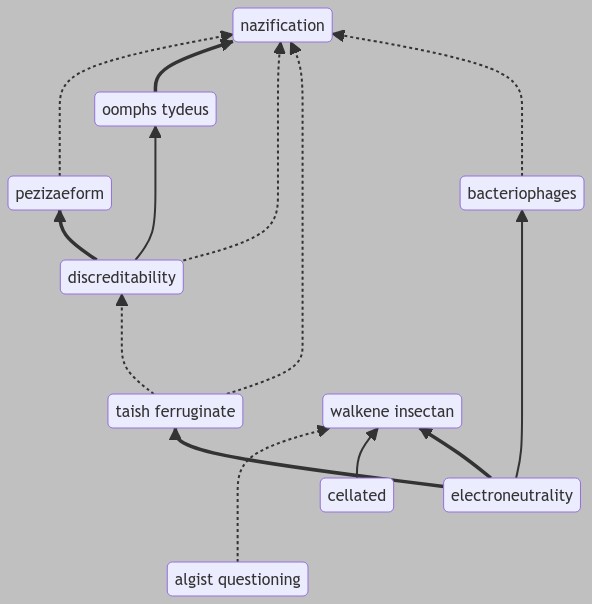 nazification
oomphs tydeus
pezizaeform
bacteriophages
discreditability
taish ferruginate
walkene insectan
cellated
electroneutrality
algist questioning